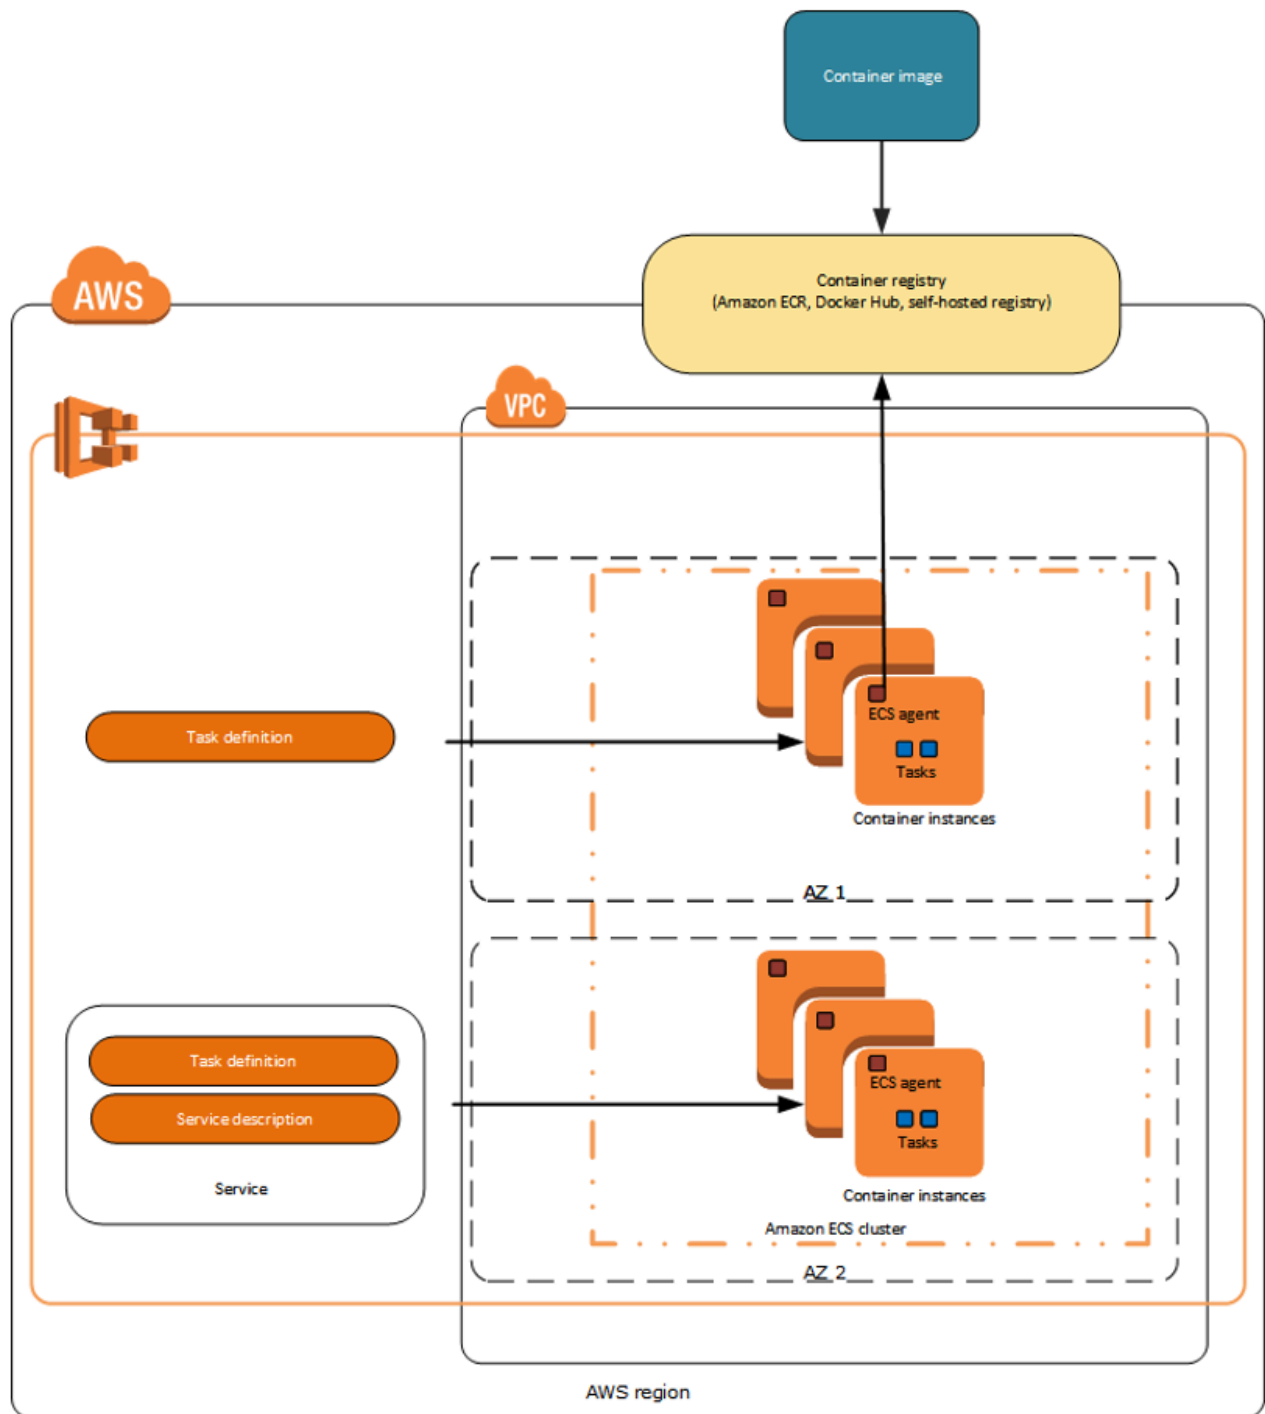 Container image
Container registry
(Amazon ECR, Docker Hub, self-hosted registry)
AWS
VPC
ECS agent
Task definition
Tasks
Container instances
AZ 1
Task definition
ECS agent
Service description
Tasks
Service
Container instances
Amazon ECS cluster
AZ 2
AWS region